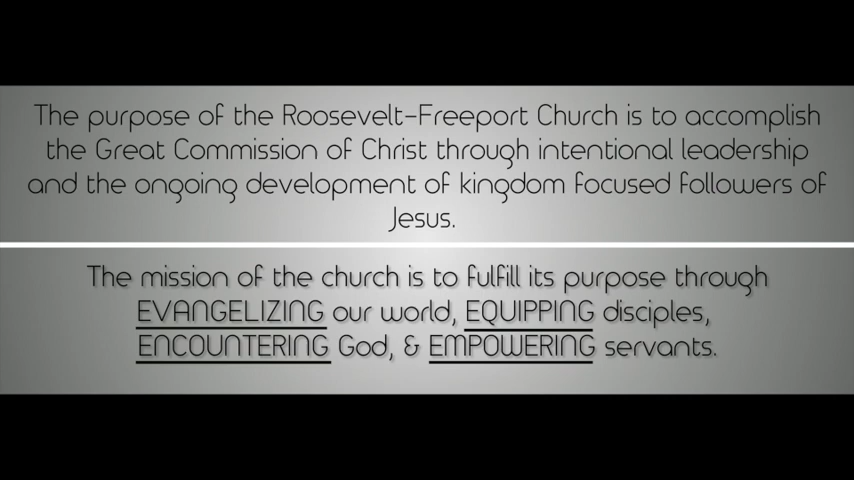 The purpose of the Roosevelt-Freeport Church is to accomplish
the Great Commission of Christ through intentional leadership
and the ongoing development of kingdom focused followers of
Jesus.
The mission of the church is to fulfill its purpose through
EVANGELIZING our world, EQUIPPING disciples,
ENCOUNTERING God, & EMPOWERING servants.